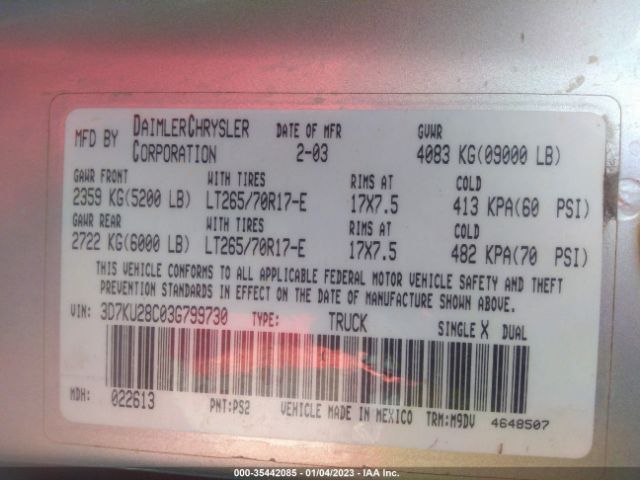 MFD BY DAIMLERCHRYSLER CORPORATION DATE OF MFR 2-03 GVWR 4083 KG(09000 LB)
GAWR FRONT WITH TIRES RIMS AT COLD
2359 KG(5200 LB) LT265/70R17-E 17X7.5 413 KPA(60 PSI)
GAWR REAR WITH TIRES RIMS AT COLD
2722 KG(6000 LB) LT265/70R17-E 17X7.5 482 KPA(70 PSI)
THIS VEHICLE CONFORMS TO ALL APPLICABLE FEDERAL MOTOR VEHICLE SAFETY AND THEFT
PREVENTION STANDARDS IN EFFECT ON THE DATE OF MANUFACTURE SHOWN ABOVE.
VIN: 3D7KU28C03G799730 TYPE: TRUCK SINGLE X DUAL
MDH: 022613 PNT:PS2 VEHICLE MADE IN MEXICO TRM:M9DV 4648507
000-35442085 - 01/04/2023 - IAA Inc.